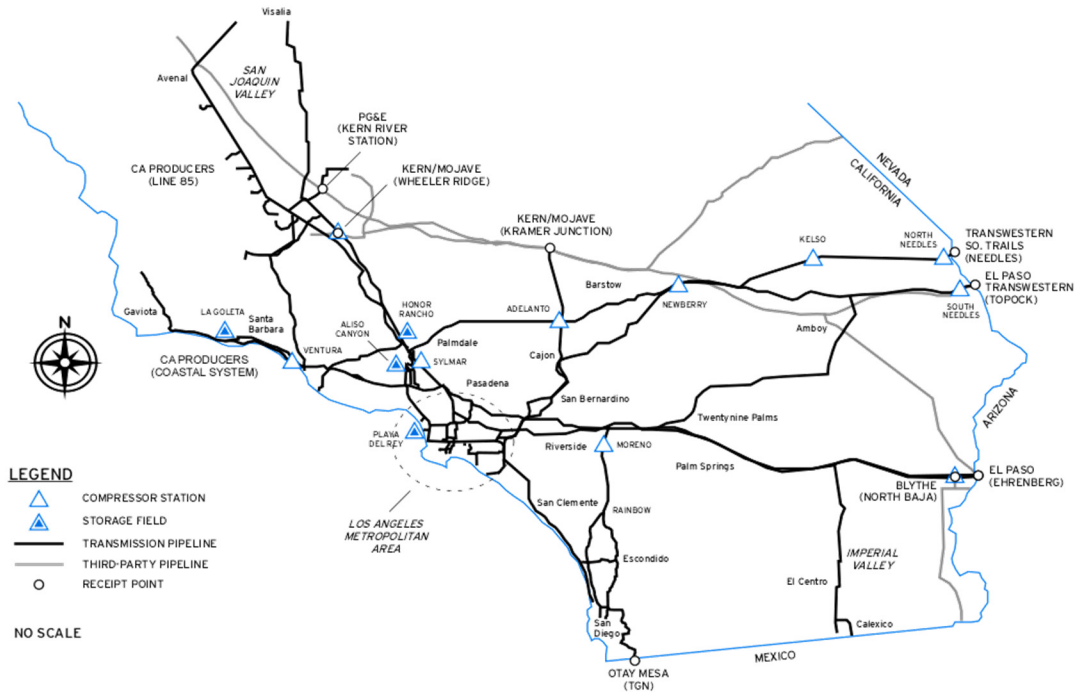 Visalia
Avenal
SAN
JOAQUIN
VALLEY
PG&E
(KERN RIVER
STATION)
CA PRODUCERS
(LINE 85)
KERN/MOJAVE
(WHEELER RIDGE)
KERN/MOJAVE
(KRAMER JUNCTION)
NEVADA
CALIFORNIA
KELSO
NORTH
NEEDLES
TRANSWESTERN
SO. TRAILS
(NEEDLES)
EL PASO
TRANSWESTERN
(TOPOCK)
SOUTH
NEEDLES
Barstow
NEWBERRY
ADELANTO
Amboy
Gaviota
LA GOLETA
Santa
Barbara
HONOR
RANCHO
ALISO
CANYON
Palmdale
CA PRODUCERS
(COASTAL SYSTEM)
VENTURA
SYLMAR
Cajon
N
Pasadena
San Bernardino
ARIZONA
Twentynine Palms
PLAYA
DEL REY
Riverside
MORENO
Palm Springs
BLYTHE
(NORTH BAJA)
EL PASO
(EHRENBERG)
LEGEND
COMPRESSOR STATION
STORAGE FIELD
TRANSMISSION PIPELINE
THIRD-PARTY PIPELINE
RECEIPT POINT
NO SCALE
LOS ANGELES
METROPOLITAN
AREA
San Clemente
RAINBOW
Escondido
IMPERIAL
VALLEY
El Centro
San
Diego
Calexico
MEXICO
OTAY MESA
(TGN)